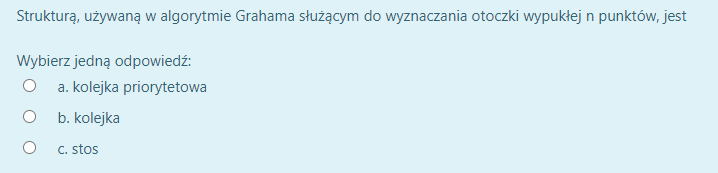 Strukturą, używaną w algorytmie Grahama służącym do wyznaczania otoczki wypukłej n punktów, jest
Wybierz jedną odpowiedź:
a. kolejka priorytetowa
b. kolejka
c. stos